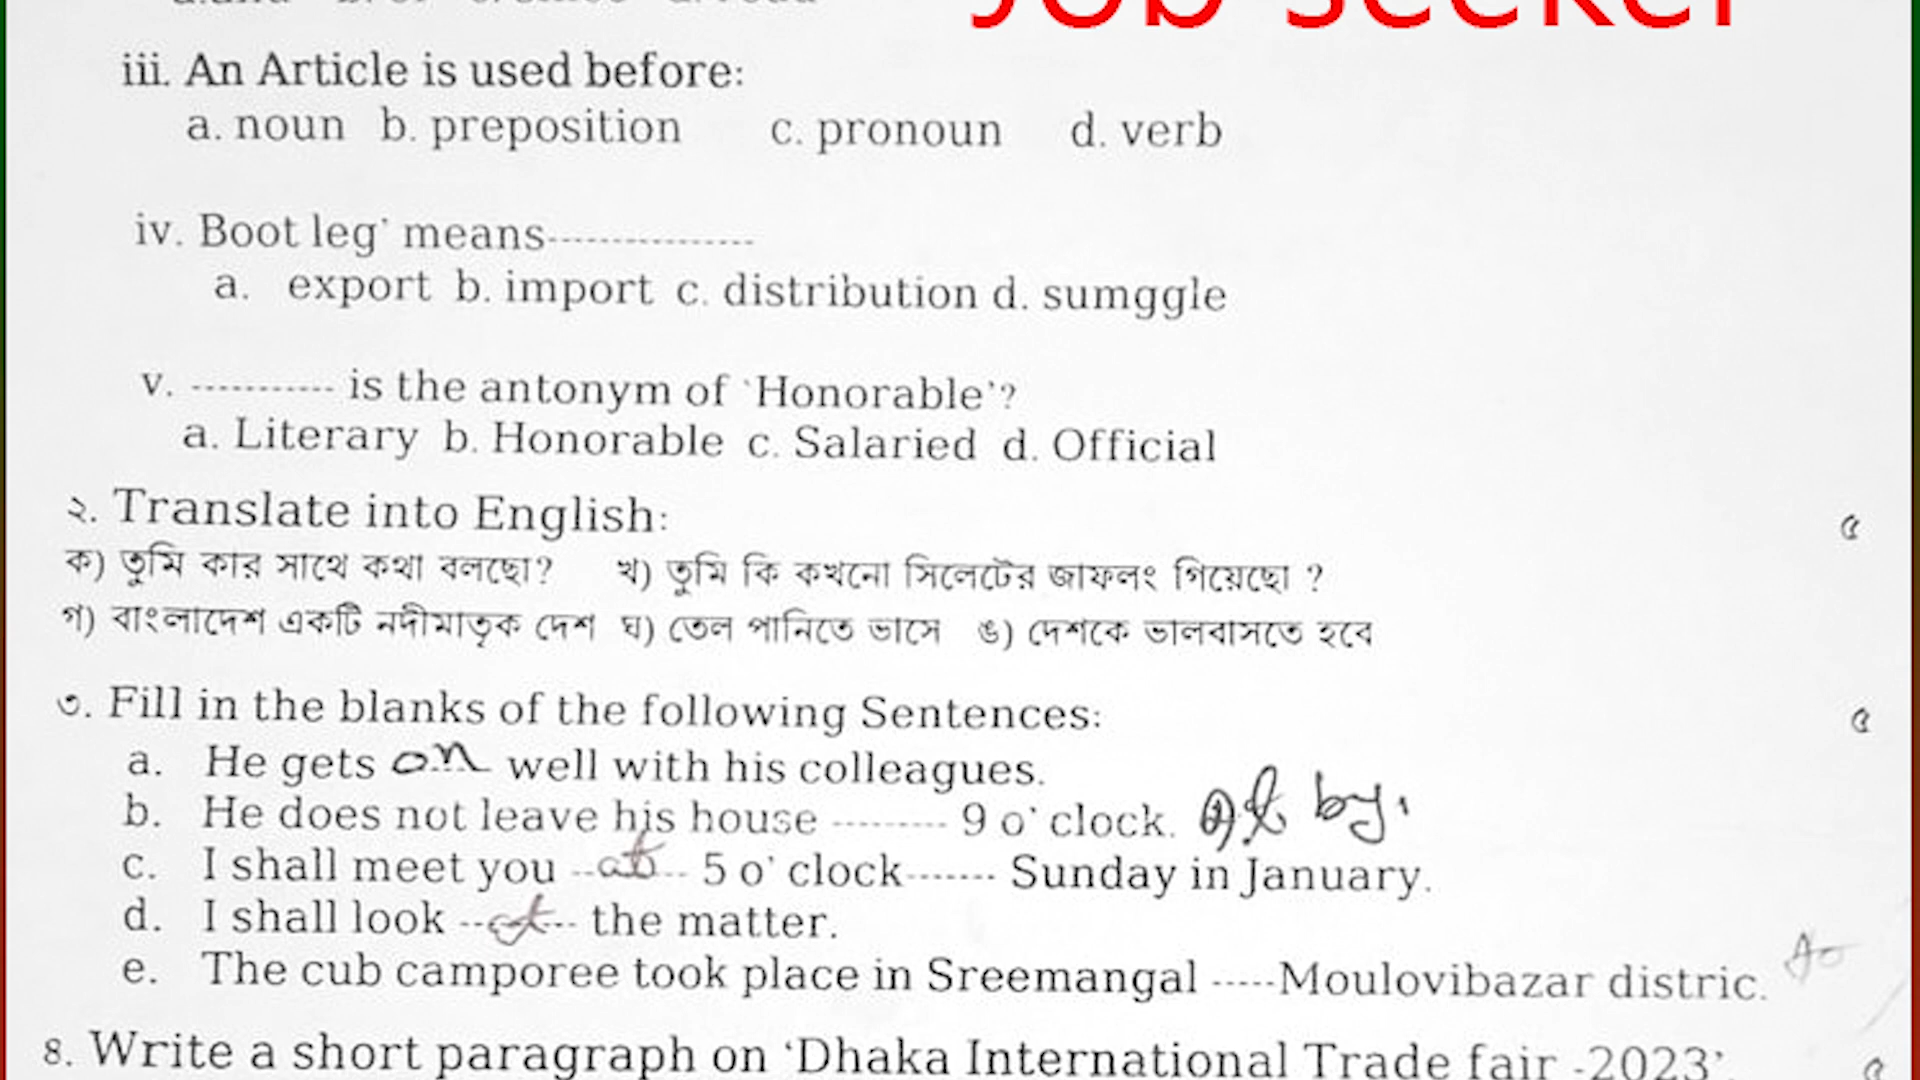 Job seeker
iii. An Article is used before:
a. noun b. preposition c. pronoun d. verb
iv. Boot leg' means---------------
a. export b. import c. distribution d. sumggle
v. ----------- is the antonym of 'Honorable'?
a. Literary b. Honorable c. Salaried d. Official
২. Translate into English: ৫
ক) তুমি কার সাথে কথা বলছো? খ) তুমি কি কখনো সিলেটের জাফলং গিয়েছো ?
গ) বাংলাদেশ একটি নদীমাতৃক দেশ ঘ) তেল পানিতে ভাসে ঙ) দেশকে ভালবাসতে হবে
৩. Fill in the blanks of the following Sentences: ৫
a. He gets on well with his colleagues.
b. He does not leave his house --------- 9 o' clock. by.
c. I shall meet you --at-- 5 o' clock------- Sunday in January.
d. I shall look --at-- the matter.
e. The cub camporee took place in Sreemangal -----Moulovibazar distric.
৪. Write a short paragraph on 'Dhaka International Trade fair -2023'.